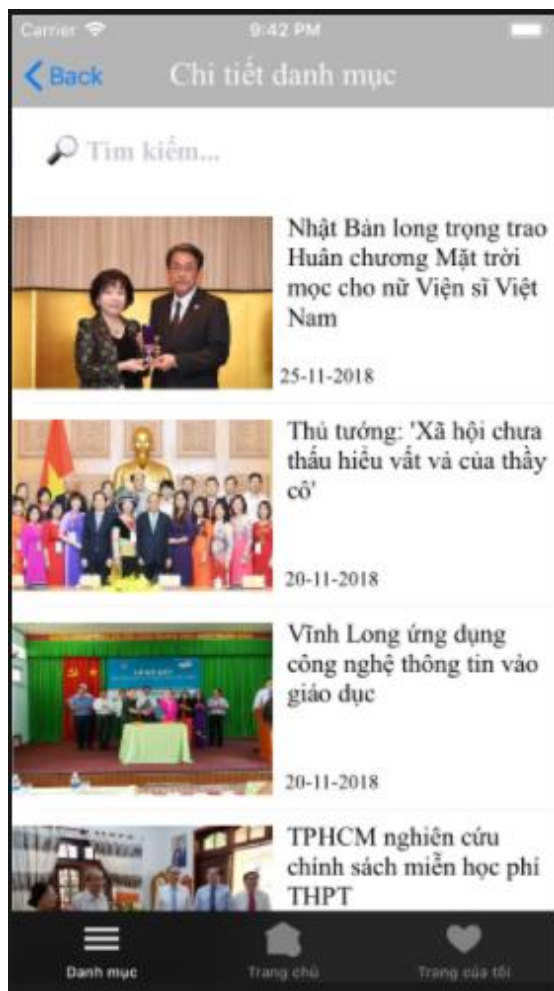 Carrier 9:42 PM
Back Chi tiết danh mục
Tìm kiếm...
Nhật Bản long trọng trao
Huân chương Mặt trời
mọc cho nữ Viện sĩ Việt
Nam
25-11-2018
Thủ tướng: 'Xã hội chưa
thấu hiểu vất vả của thầy
cô'
20-11-2018
Vĩnh Long ứng dụng
công nghệ thông tin vào
giáo dục
20-11-2018
TPHCM nghiên cứu
chính sách miễn học phí
THPT
Danh mục Trang chủ Trang của tôi